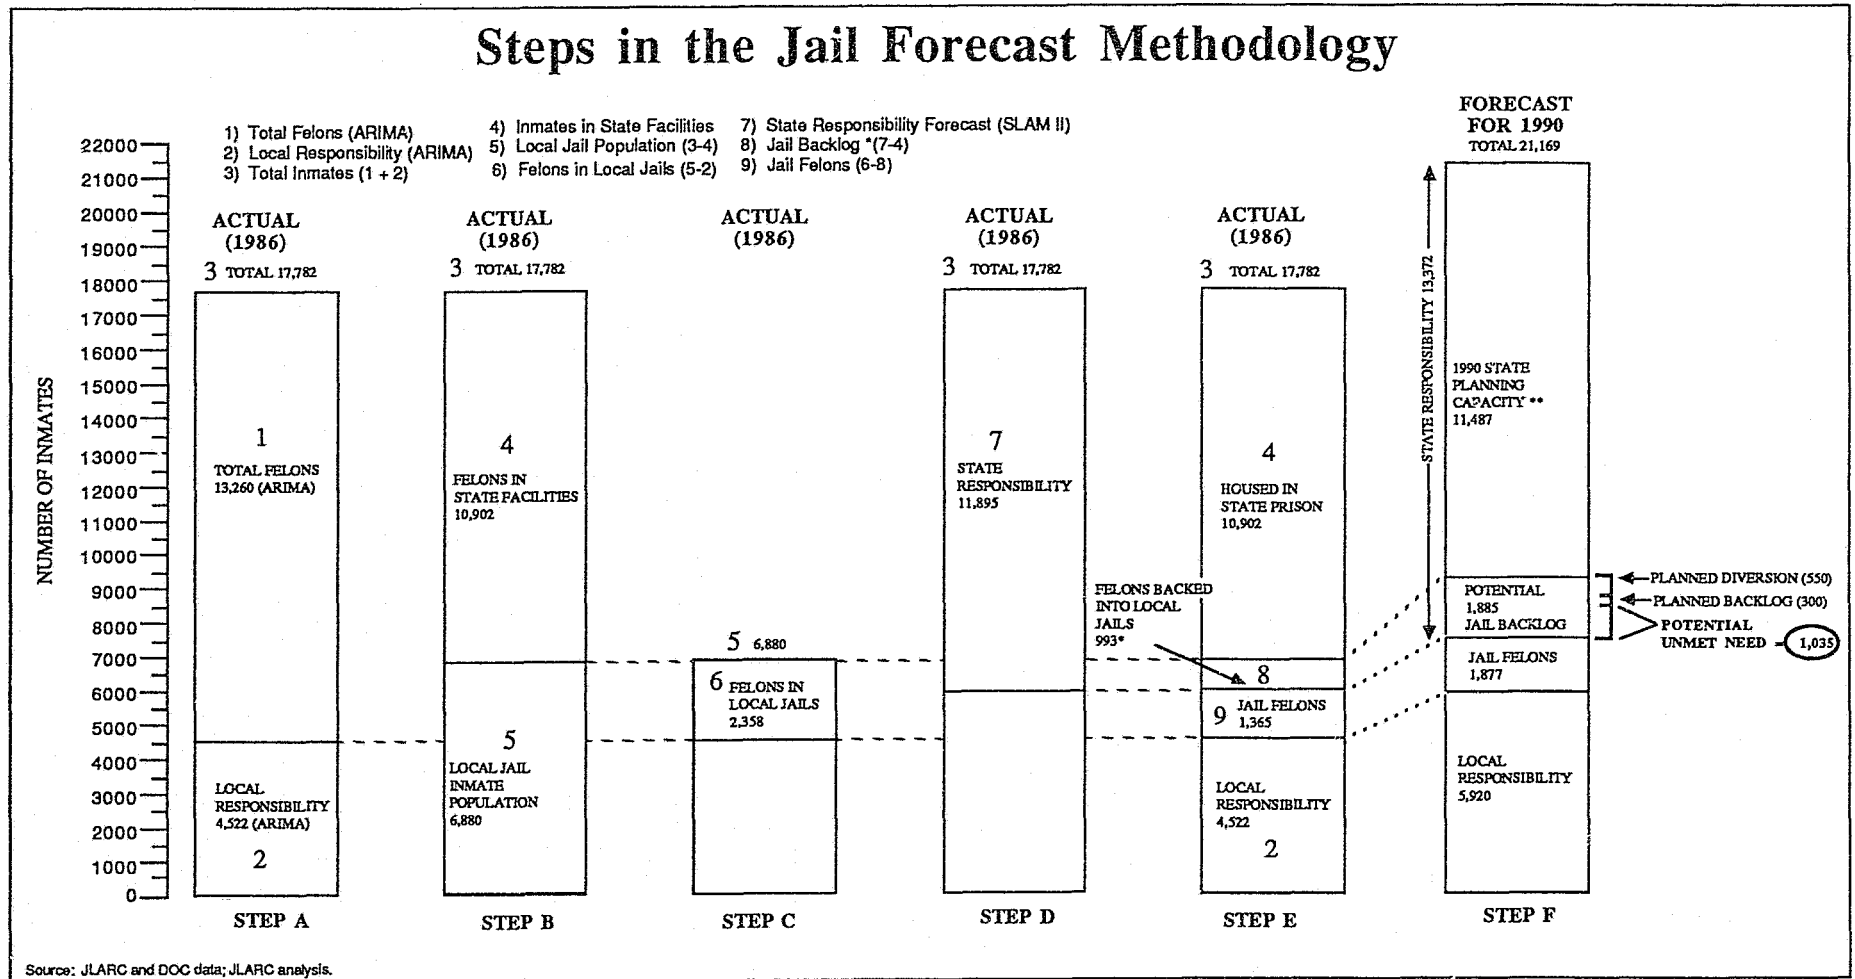 Steps in the Jail Forecast Methodology
1) Total Felons (ARIMA)
2) Local Responsibility (ARIMA)
3) Total Inmates (1 + 2)
4) Inmates in State Facilities
5) Local Jail Population (3-4)
6) Felons in Local Jails (5-2)
7) State Responsibility Forecast (SLAM II)
8) Jail Backlog *(7-4)
9) Jail Felons (6-8)
NUMBER OF INMATES
22000
21000
20000
19000
18000
17000
16000
15000
14000
13000
12000
11000
10000
9000
8000
7000
6000
5000
4000
3000
2000
1000
0
ACTUAL
(1986)
3 TOTAL 17,782
1
TOTAL FELONS
13,260 (ARIMA)
LOCAL
RESPONSIBILITY
4,522 (ARIMA)
2
STEP A
ACTUAL
(1986)
3 TOTAL 17,782
4
FELONS IN
STATE FACILITIES
10,902
5
LOCAL JAIL
INMATE
POPULATION
6,880
STEP B
ACTUAL
(1986)
5 6,880
6 FELONS IN
LOCAL JAILS
2,358
STEP C
ACTUAL
(1986)
3 TOTAL 17,782
7
STATE
RESPONSIBILITY
11,895
STEP D
ACTUAL
(1986)
3 TOTAL 17,782
4
HOUSED IN
STATE PRISON
10,902
FELONS BACKED
INTO LOCAL
JAILS
993*
8
9 JAIL FELONS
1,365
LOCAL
RESPONSIBILITY
4,522
2
STEP E
FORECAST
FOR 1990
TOTAL 21,169
STATE RESPONSIBILITY 13,372
1990 STATE
PLANNING
CAPACITY **
11,487
POTENTIAL
1,885
JAIL BACKLOG
JAIL FELONS
1,877
LOCAL
RESPONSIBILITY
5,920
STEP F
PLANNED DIVERSION (550)
PLANNED BACKLOG (300)
POTENTIAL
UNMET NEED = 1,035
Source: JLARC and DOC data; JLARC analysis.